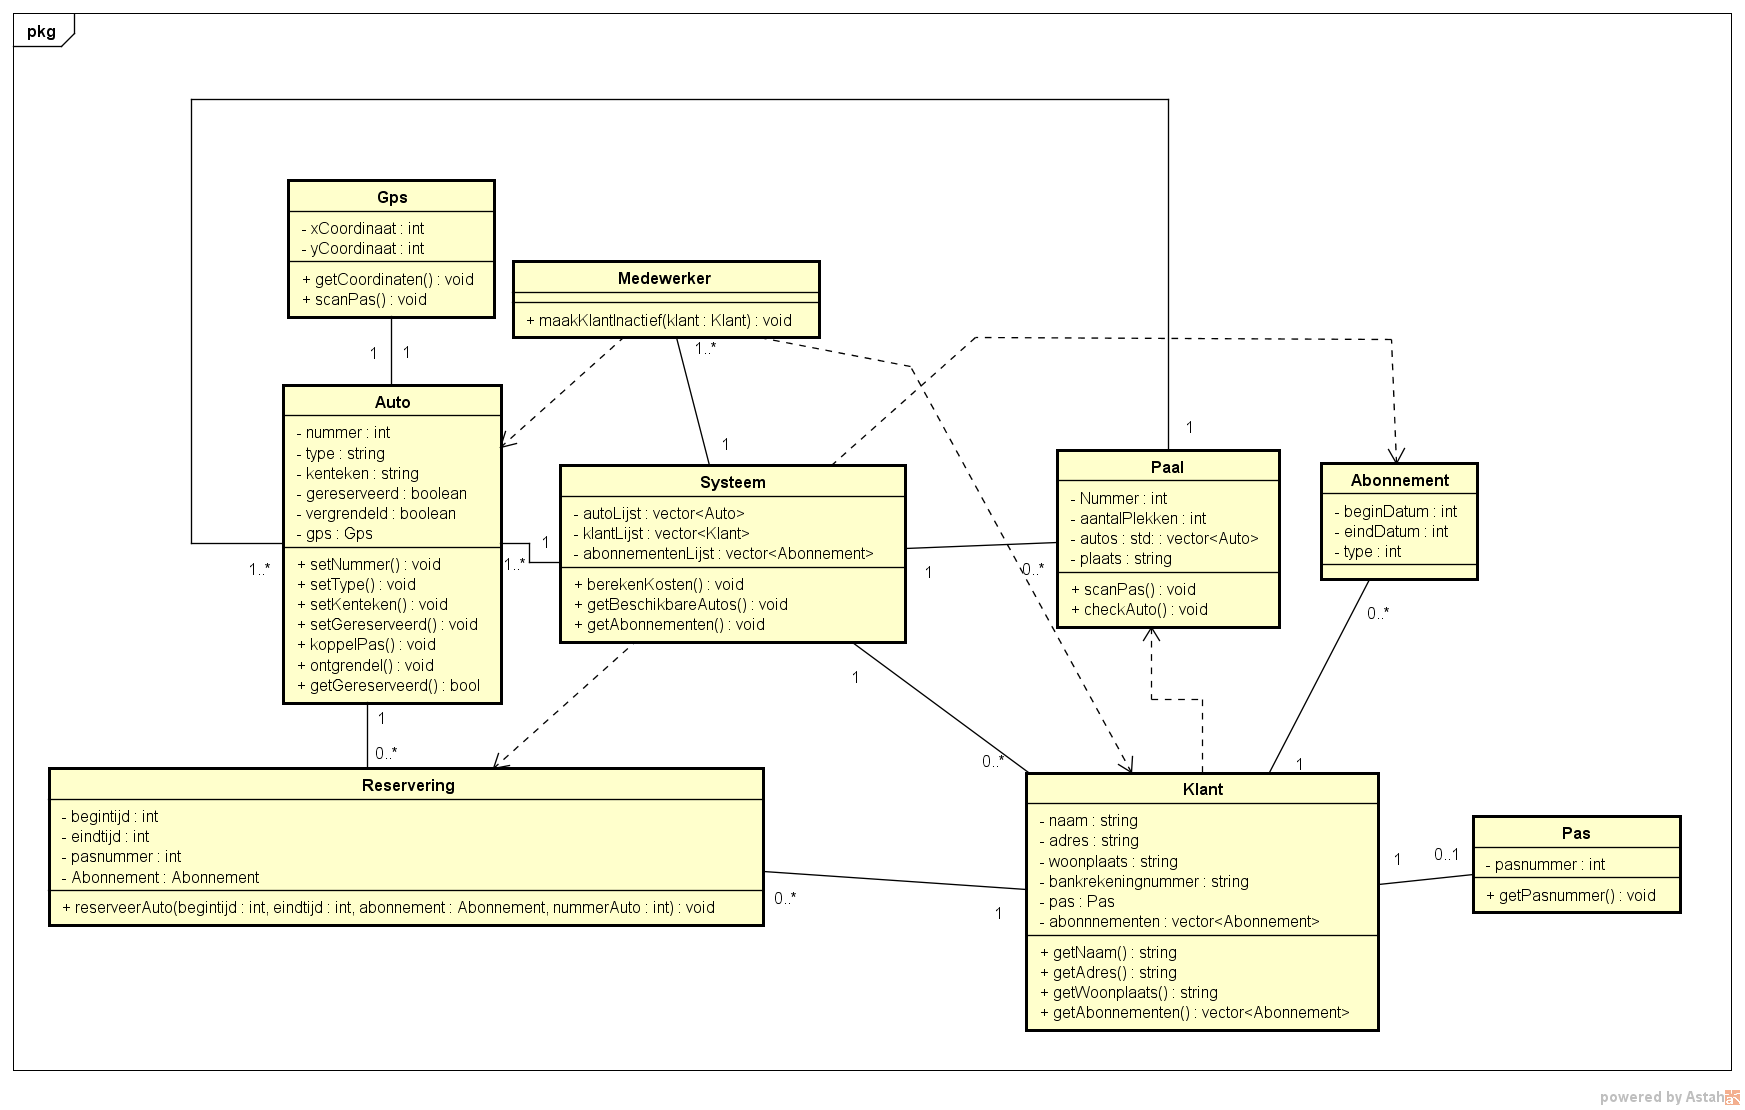 pkg
Gps
- xCoordinaat : int
- yCoordinaat : int
+ getCoordinaten() : void
+ scanPas() : void
1
1
Medewerker
+ maakKlantInactief(klant : Klant) : void
1..*
1
Auto
- nummer : int
- type : string
- kenteken : string
- gereserveerd : boolean
- vergrendeld : boolean
- gps : Gps
+ setNummer() : void
+ setType() : void
+ setKenteken() : void
+ setGereserveerd() : void
+ koppelPas() : void
+ ontgrendel() : void
+ getGereserveerd() : bool
1..*
1..*
1
1
0..*
Systeem
- autoLijst : vector<Auto>
- klantLijst : vector<Klant>
- abonnementenLijst : vector<Abonnement>
+ berekenKosten() : void
+ getBeschikbareAutos() : void
+ getAbonnementen() : void
1
0..*
1
0..*
1
Paal
- Nummer : int
- aantalPlekken : int
- autos : std: : vector<Auto>
- plaats : string
+ scanPas() : void
+ checkAuto() : void
Abonnement
- beginDatum : int
- eindDatum : int
- type : int
0..*
1
Reservering
- begintijd : int
- eindtijd : int
- pasnummer : int
- Abonnement : Abonnement
+ reserveerAuto(begintijd : int, eindtijd : int, abonnement : Abonnement, nummerAuto : int) : void
0..*
1
Klant
- naam : string
- adres : string
- woonplaats : string
- bankrekeningnummer : string
- pas : Pas
- abonnnementen : vector<Abonnement>
+ getNaam() : string
+ getAdres() : string
+ getWoonplaats() : string
+ getAbonnementen() : vector<Abonnement>
1
0..1
Pas
- pasnummer : int
+ getPasnummer() : void
powered by Astah